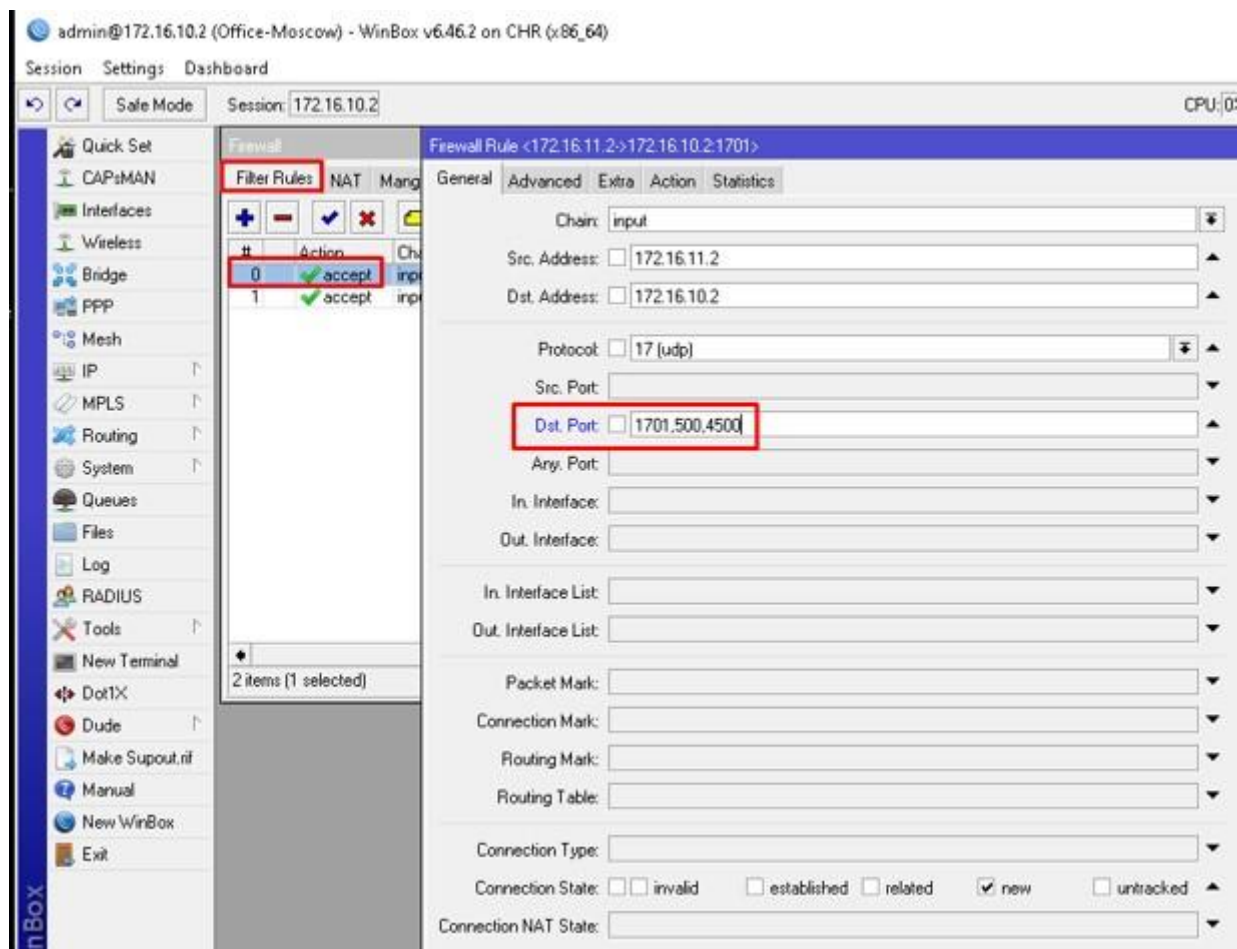 admin@172.16.10.2 (Office-Moscow) - WinBox v6.46.2 on CHR (x86_64)
Session Settings Dashboard
Safe Mode Session: 172.16.10.2 CPU: 0
Quick Set
CAPsMAN
Interfaces
Wireless
Bridge
PPP
Mesh
IP
MPLS
Routing
System
Queues
Files
Log
RADIUS
Tools
New Terminal
Dot1X
Dude
Make Supout.rif
Manual
New WinBox
Exit
nBox
Firewall
Filter Rules NAT Mang
# Action Cha
0 accept inp
1 accept inp
2 items (1 selected)
Firewall Rule <172.16.11.2->172.16.10.2:1701>
General Advanced Extra Action Statistics
Chain: input
Src. Address: 172.16.11.2
Dst. Address: 172.16.10.2
Protocol: 17 (udp)
Src. Port:
Dst. Port: 1701,500,4500
Any. Port:
In. Interface:
Out. Interface:
In. Interface List:
Out. Interface List:
Packet Mark:
Connection Mark:
Routing Mark:
Routing Table:
Connection Type:
Connection State: invalid established related new untracked
Connection NAT State: